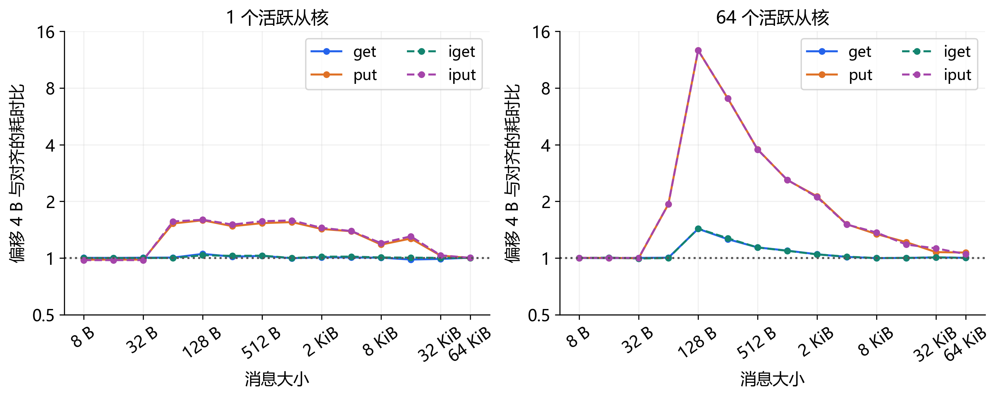 1 个活跃从核
偏移 4 B 与对齐的耗时比
16
8
4
2
1
0.5
get
put
iget
iput
8 B
32 B
128 B
512 B
2 KiB
8 KiB
32 KiB
64 KiB
消息大小
64 个活跃从核
偏移 4 B 与对齐的耗时比
16
8
4
2
1
0.5
get
put
iget
iput
8 B
32 B
128 B
512 B
2 KiB
8 KiB
32 KiB
64 KiB
消息大小